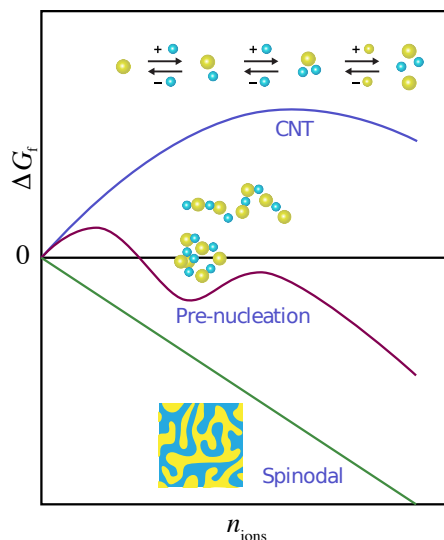 + + +
− − −
CNT
ΔG_f
0
Pre-nucleation
Spinodal
n_ions